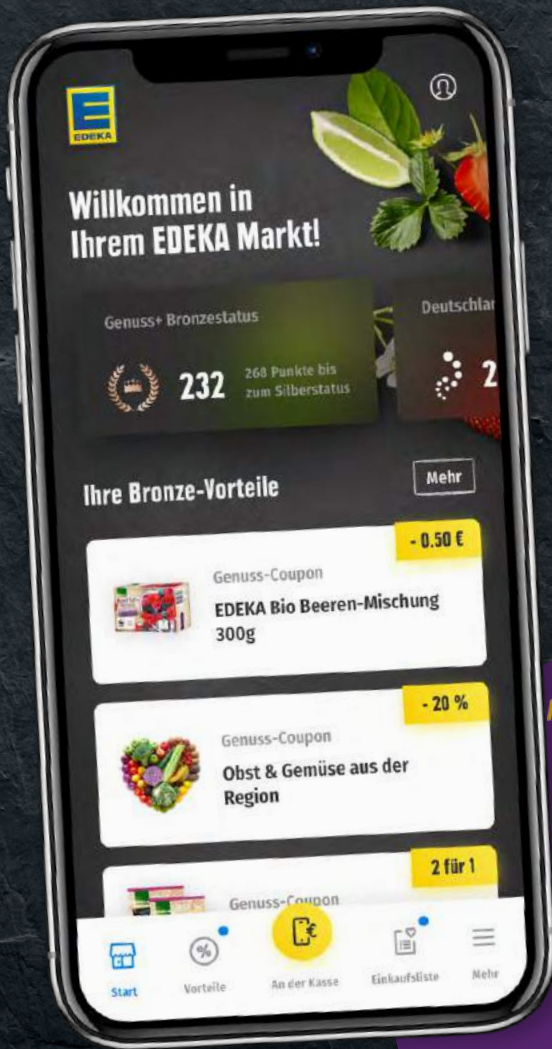 EDEKA
Willkommen in
Ihrem EDEKA Markt!
Genuss+ Bronzestatus
232
268 Punkte bis
zum Silberstatus
Deutschlan
2
Ihre Bronze-Vorteile
Mehr
- 0.50 €
Genuss-Coupon
EDEKA Bio Beeren-Mischung
300g
- 20 %
Genuss-Coupon
Obst & Gemüse aus der
Region
2 für 1
Genuss-Coupon
Start
Vorteile
An der Kasse
Einkaufsliste
Mehr